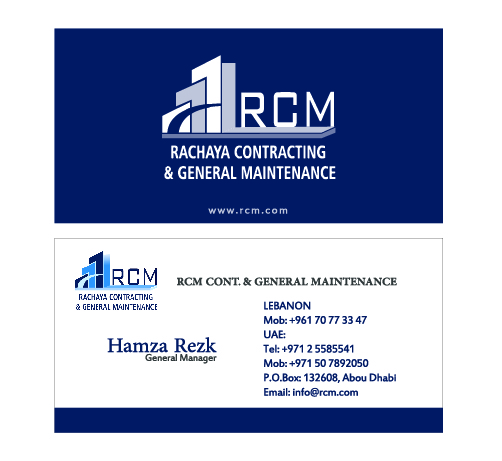 RCM
RACHAYA CONTRACTING
& GENERAL MAINTENANCE
www.rcm.com
RCM
RACHAYA CONTRACTING
& GENERAL MAINTENANCE
RCM CONT. & GENERAL MAINTENANCE
Hamza Rezk
General Manager
LEBANON
Mob: +961 70 77 33 47
UAE:
Tel: +971 2 5585541
Mob: +971 50 7892050
P.O.Box: 132608, Abou Dhabi
Email: info@rcm.com